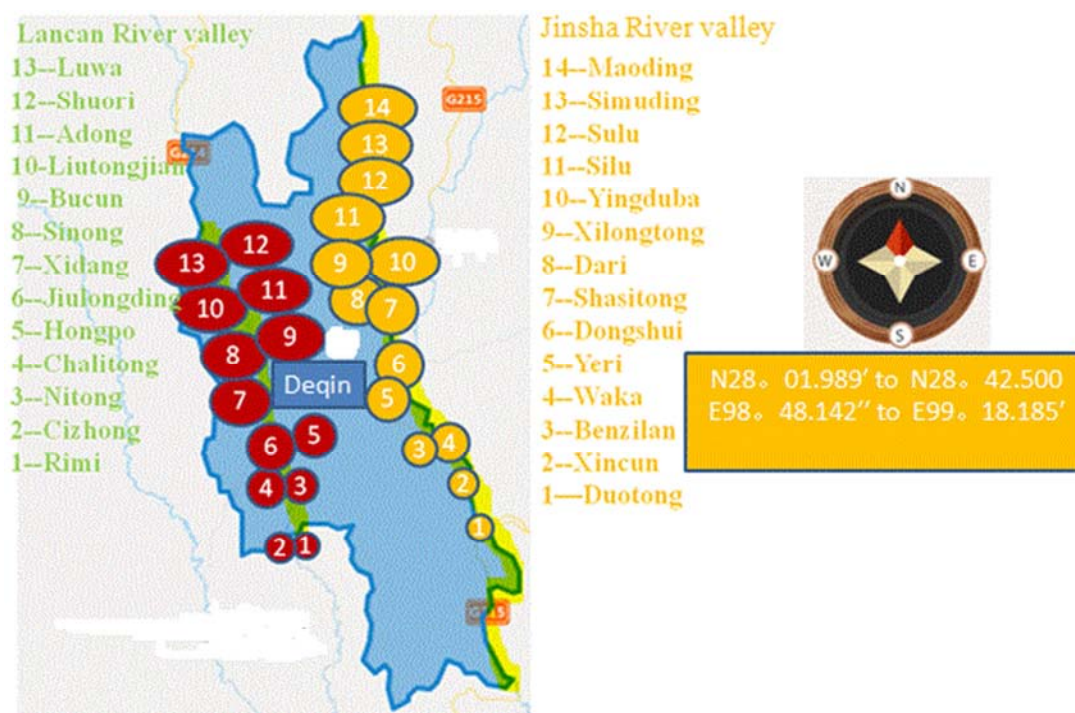 Lancan River valley
13--Luwa
12--Shuori
11--Adong
10-Liutongjian
9--Bucun
8--Sinong
7--Xidang
6--Jiulongding
5--Hongpo
4--Chalitong
3--Nitong
2--Cizhong
1--Rimi
G215
14
13
12
11
9
10
8
7
6
5
4
3
2
1
12
13
11
10
9
8
Deqin
7
5
6
4
3
2
1
Jinsha River valley
14--Maoding
13--Simuding
12--Sulu
11--Silu
10--Yingduba
9--Xilongtong
8--Dari
7--Shasitong
6--Dongshui
5--Yeri
4--Waka
3--Benzilan
2--Xincun
1---Duotong
N
W
E
S
N28。01.989′ to N28。42.500
E98。48.142′′ to E99。18.185′